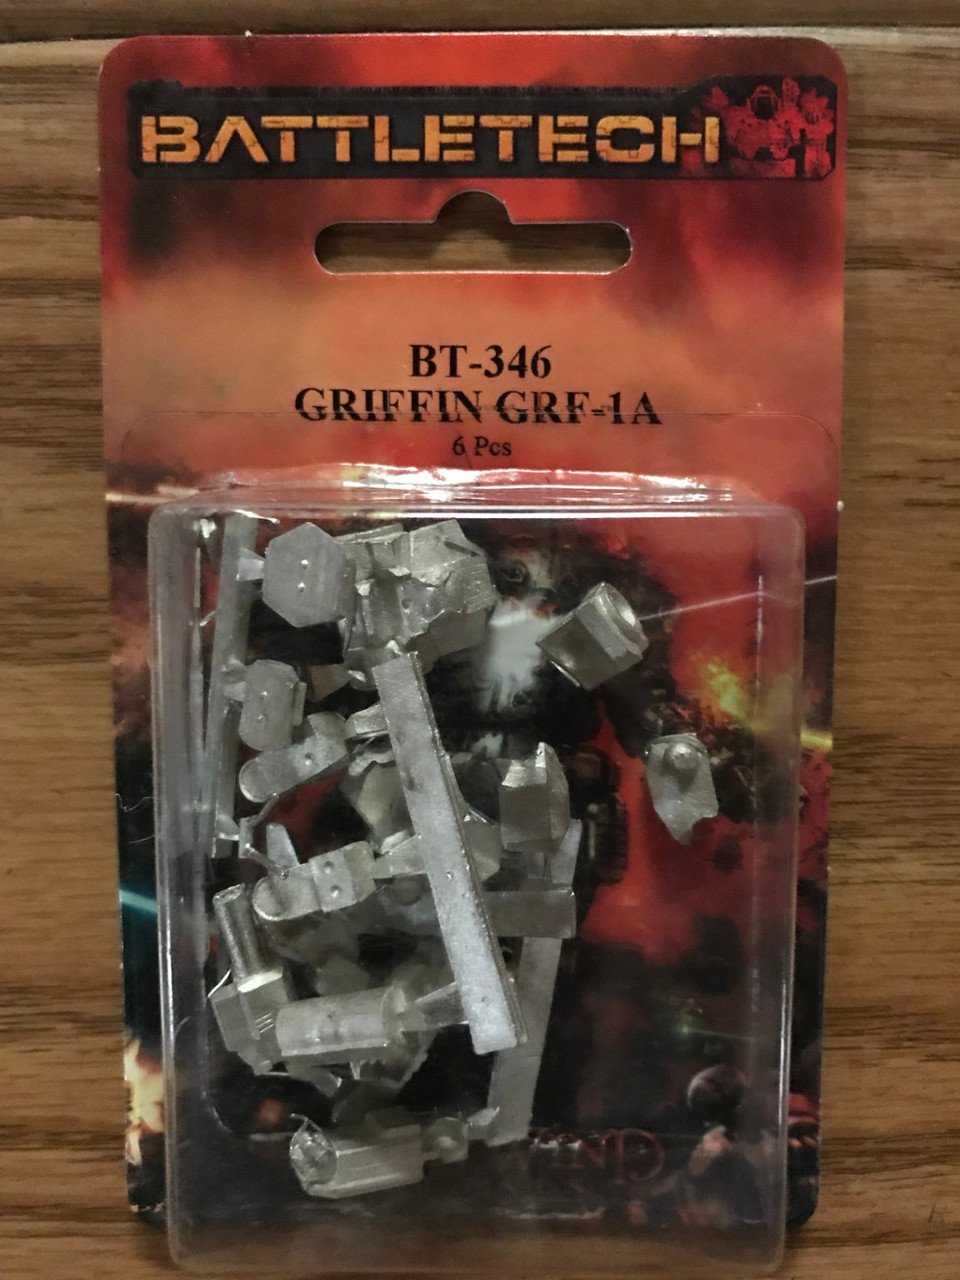 BATTLETECH
BT-346
GRIFFIN GRF-1A
6 Pcs